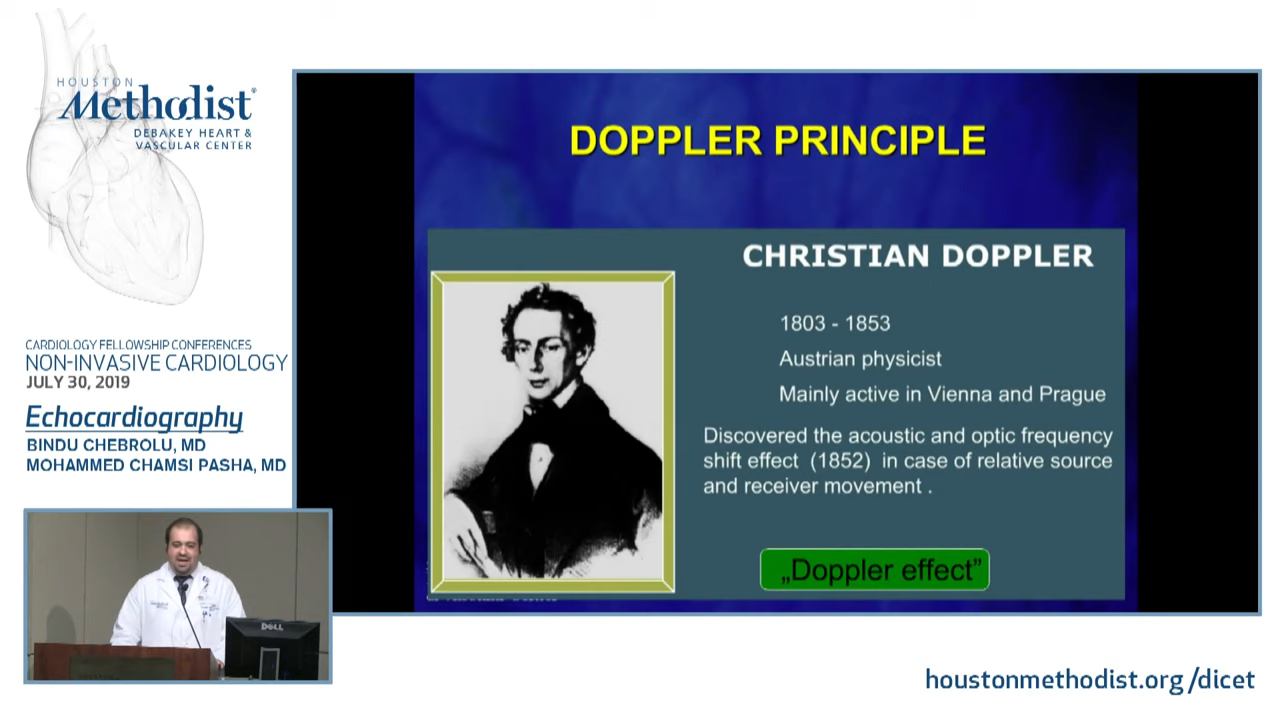 HOUSTON
Methodist®
DEBAKEY HEART &
VASCULAR CENTER
CARDIOLOGY FELLOWSHIP CONFERENCES
NON-INVASIVE CARDIOLOGY
JULY 30, 2019
Echocardiography
BINDU CHEBROLU, MD
MOHAMMED CHAMSI PASHA, MD
DOPPLER PRINCIPLE
CHRISTIAN DOPPLER
1803 - 1853
Austrian physicist
Mainly active in Vienna and Prague
Discovered the acoustic and optic frequency
shift effect (1852) in case of relative source
and receiver movement .
„Doppler effect”
DELL
houstonmethodist.org/dicet